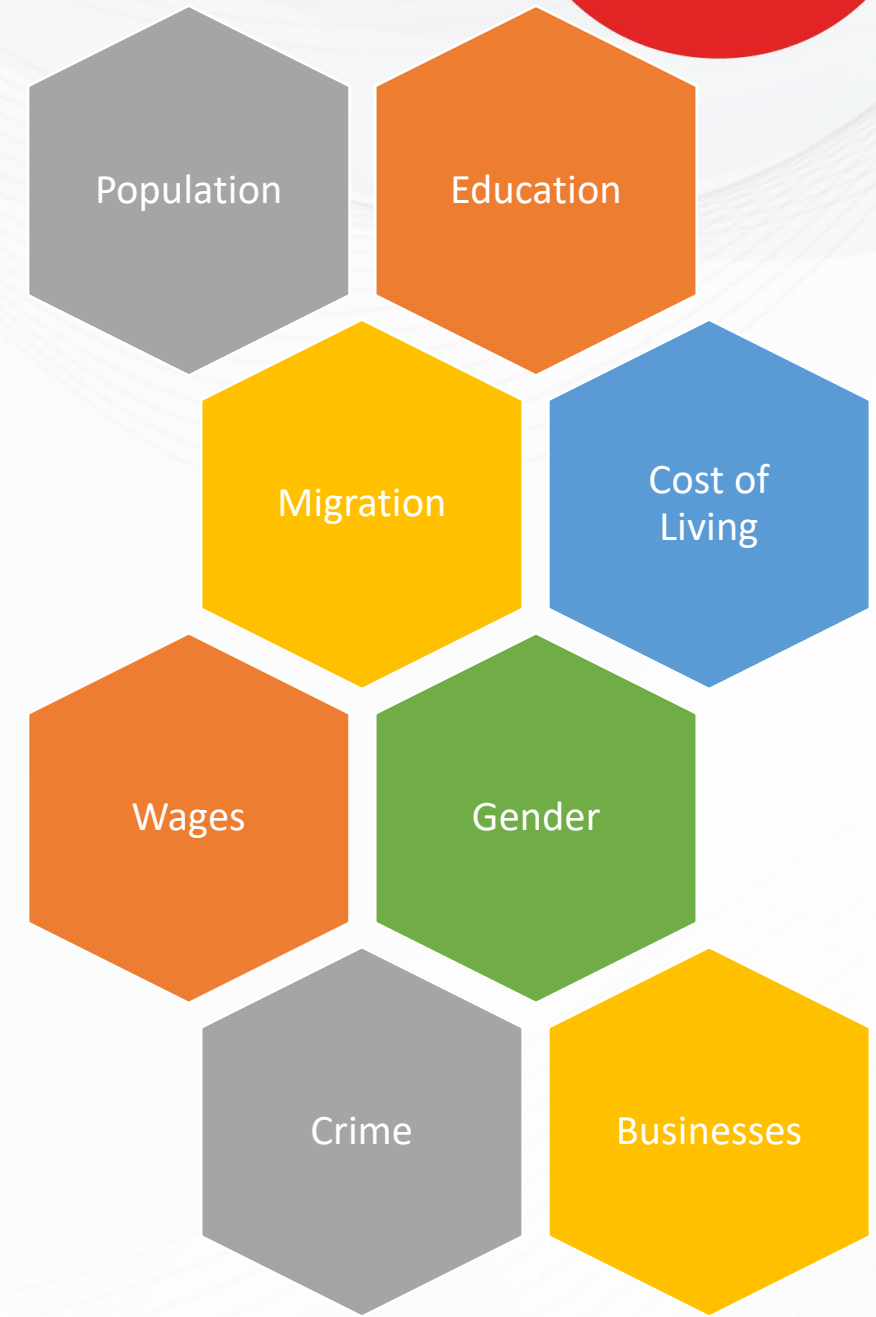 Population
Education
Migration
Cost of
Living
Wages
Gender
Crime
Businesses